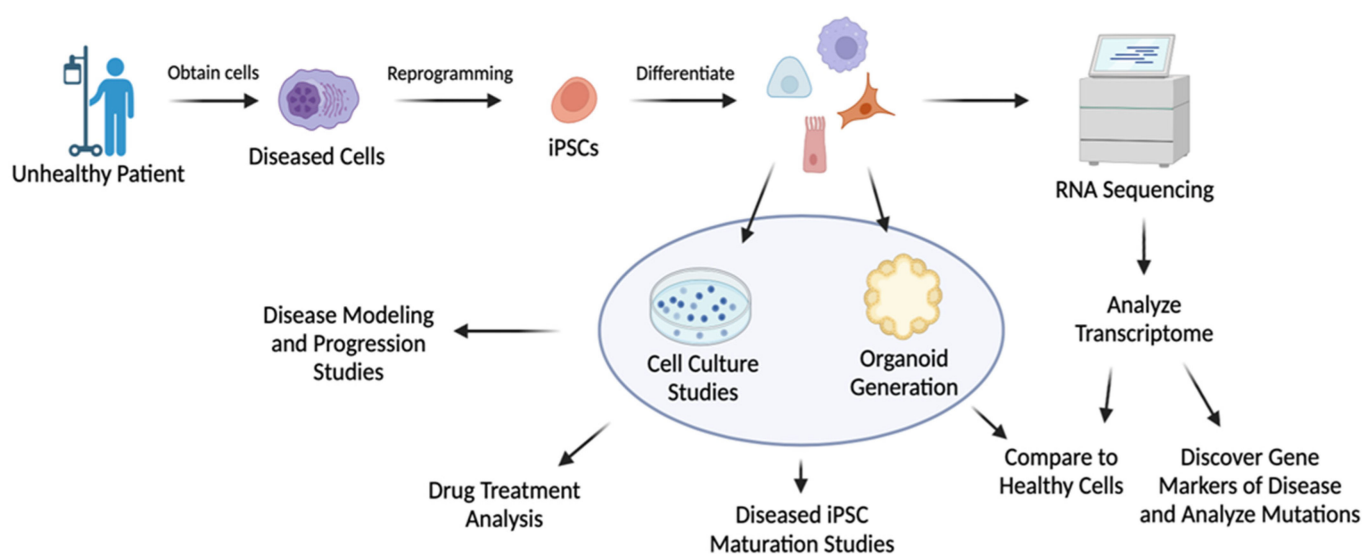 Unhealthy Patient
Obtain cells
Diseased Cells
Reprogramming
iPSCs
Differentiate
RNA Sequencing
Analyze
Transcriptome
Cell Culture
Studies
Organoid
Generation
Disease Modeling
and Progression
Studies
Drug Treatment
Analysis
Diseased iPSC
Maturation Studies
Compare to
Healthy Cells
Discover Gene
Markers of Disease
and Analyze Mutations